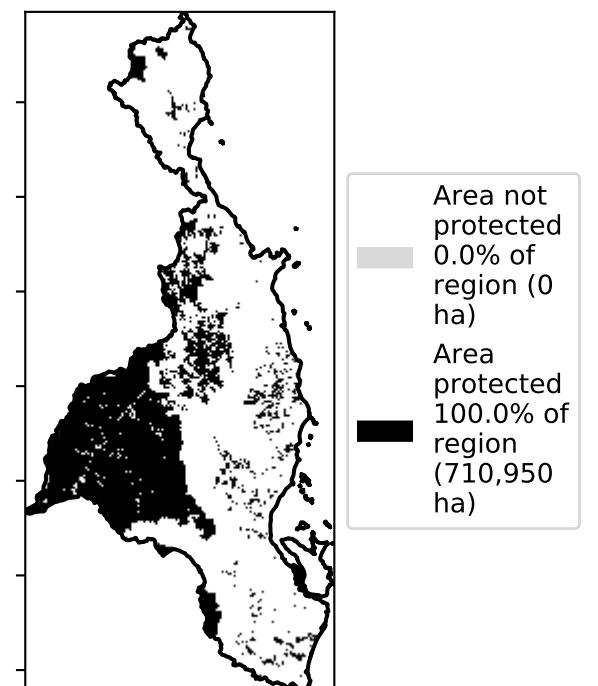 Area not
protected
0.0% of
region (0
ha)
Area
protected
100.0% of
region
(710,950
ha)